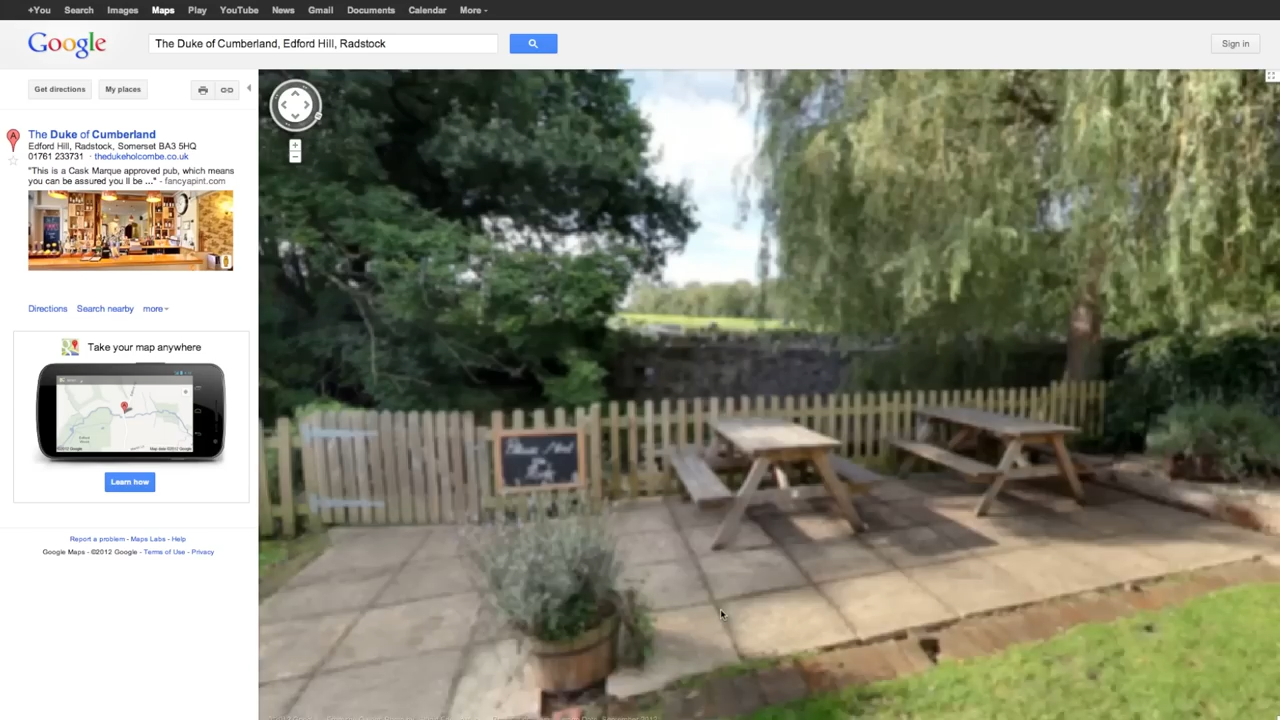 +You Search Images Maps Play YouTube News Gmail Documents Calendar More
Google
The Duke of Cumberland, Edford Hill, Radstock
Sign in
Get directions
My places
A
The Duke of Cumberland
Edford Hill, Radstock, Somerset BA3 5HQ
01761 233731 · thedukeholcombe.co.uk
"This is a Cask Marque approved pub, which means
you can be assured you ll be ..." - fancyapint.com
Directions Search nearby more
Take your map anywhere
Learn how
Report a problem - Maps Labs - Help
Google Maps - ©2012 Google - Terms of Use - Privacy